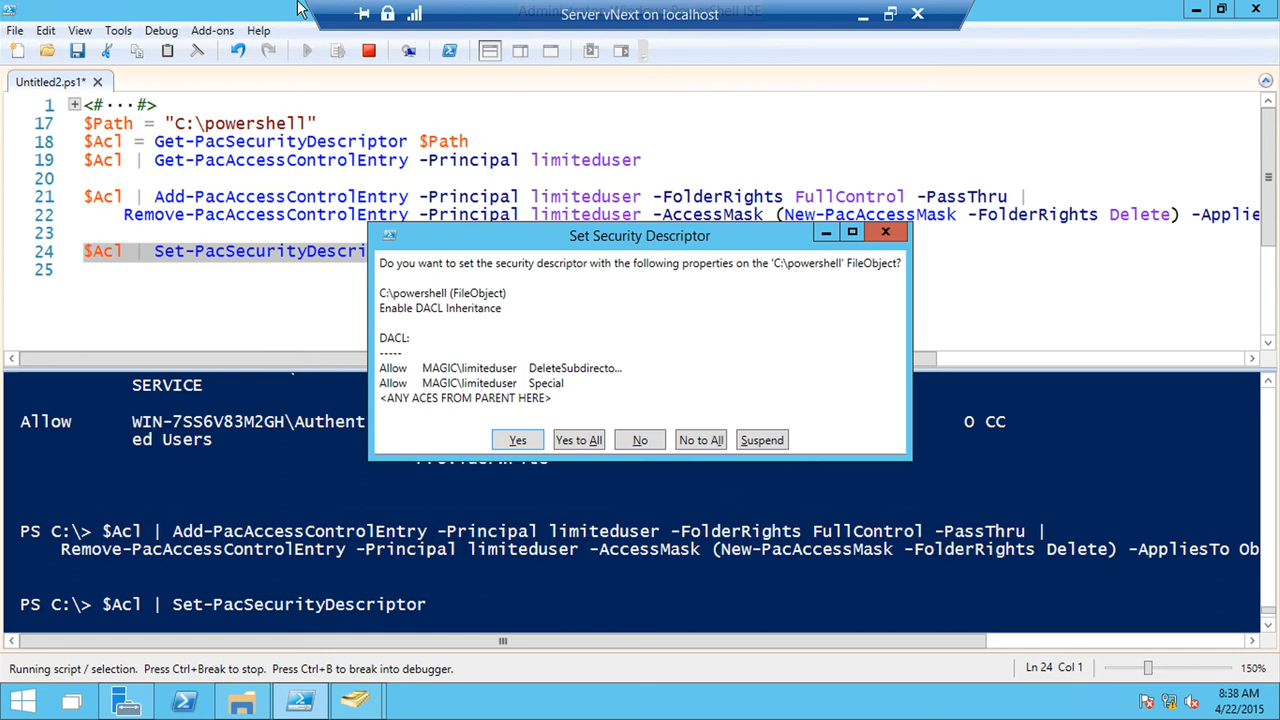 Server vNext on localhost
File Edit View Tools Debug Add-ons Help
Untitled2.ps1*
1 <#···#>
17 $Path = "C:\powershell"
18 $Acl = Get-PacSecurityDescriptor $Path
19 $Acl | Get-PacAccessControlEntry -Principal limiteduser
20
21 $Acl | Add-PacAccessControlEntry -Principal limiteduser -FolderRights FullControl -PassThru |
22 Remove-PacAccessControlEntry -Principal limiteduser -AccessMask (New-PacAccessMask -FolderRights Delete) -Applies
23
24 $Acl | Set-PacSecurityDescri
25
Set Security Descriptor
Do you want to set the security descriptor with the following properties on the 'C:\powershell' FileObject?
C:\powershell (FileObject)
Enable DACL Inheritance
DACL:
-----
Allow MAGIC\limiteduser DeleteSubdirecto...
Allow MAGIC\limiteduser Special
<ANY ACES FROM PARENT HERE>
Yes Yes to All No No to All Suspend
SERVICE
Allow WIN-7SS6V83M2GH\Authent O CC
ed Users
PS C:\> $Acl | Add-PacAccessControlEntry -Principal limiteduser -FolderRights FullControl -PassThru |
Remove-PacAccessControlEntry -Principal limiteduser -AccessMask (New-PacAccessMask -FolderRights Delete) -AppliesTo Ob
PS C:\> $Acl | Set-PacSecurityDescriptor
Running script / selection. Press Ctrl+Break to stop. Press Ctrl+B to break into debugger.
Ln 24 Col 1
150%
8:38 AM
4/22/2015